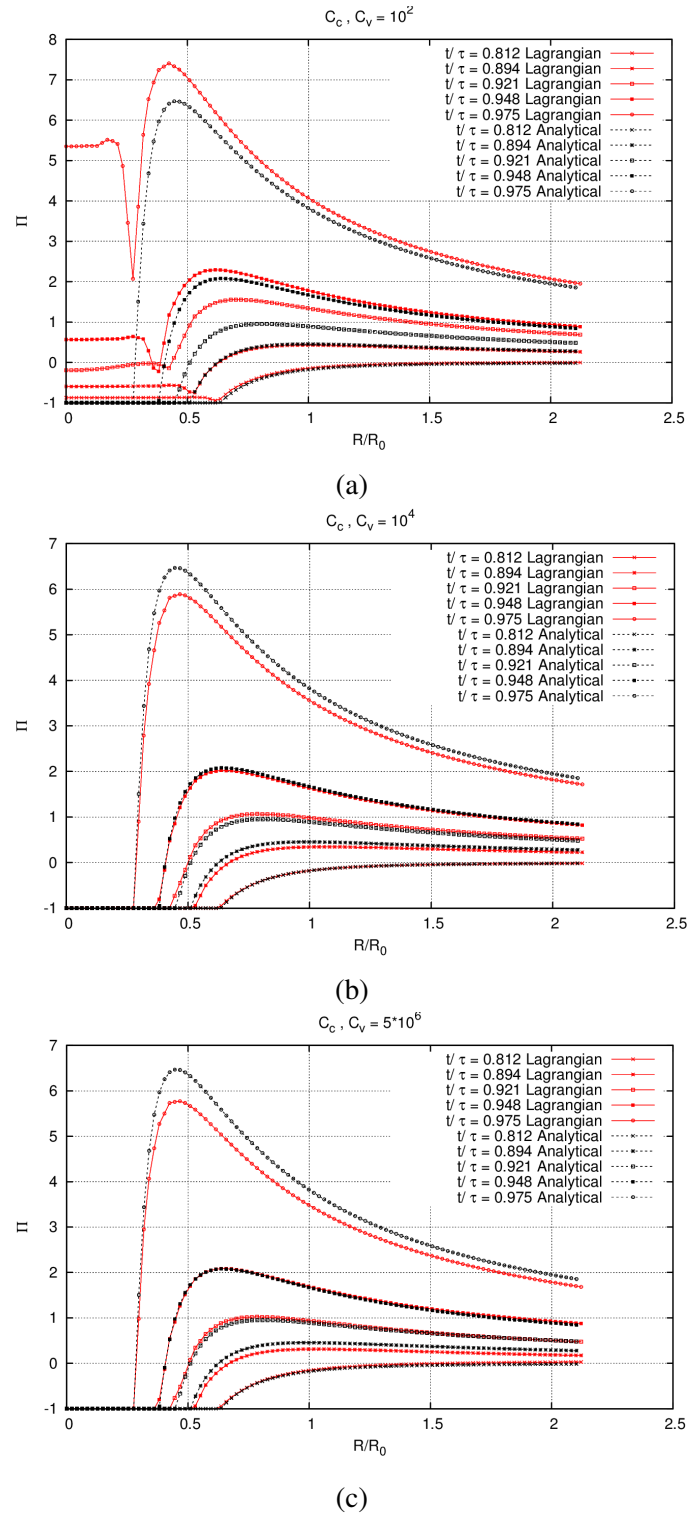 C_c , C_v = 10^2
8
7
6
5
4
3
2
1
0
-1
Π
t/ τ = 0.812 Lagrangian
t/ τ = 0.894 Lagrangian
t/ τ = 0.921 Lagrangian
t/ τ = 0.948 Lagrangian
t/ τ = 0.975 Lagrangian
t/ τ = 0.812 Analytical
t/ τ = 0.894 Analytical
t/ τ = 0.921 Analytical
t/ τ = 0.948 Analytical
t/ τ = 0.975 Analytical
0 0.5 1 1.5 2 2.5
R/R_0
(a)
C_c , C_v = 10^4
7
6
5
4
3
2
1
0
-1
Π
t/ τ = 0.812 Lagrangian
t/ τ = 0.894 Lagrangian
t/ τ = 0.921 Lagrangian
t/ τ = 0.948 Lagrangian
t/ τ = 0.975 Lagrangian
t/ τ = 0.812 Analytical
t/ τ = 0.894 Analytical
t/ τ = 0.921 Analytical
t/ τ = 0.948 Analytical
t/ τ = 0.975 Analytical
0 0.5 1 1.5 2 2.5
R/R_0
(b)
C_c , C_v = 5*10^6
7
6
5
4
3
2
1
0
-1
Π
t/ τ = 0.812 Lagrangian
t/ τ = 0.894 Lagrangian
t/ τ = 0.921 Lagrangian
t/ τ = 0.948 Lagrangian
t/ τ = 0.975 Lagrangian
t/ τ = 0.812 Analytical
t/ τ = 0.894 Analytical
t/ τ = 0.921 Analytical
t/ τ = 0.948 Analytical
t/ τ = 0.975 Analytical
0 0.5 1 1.5 2 2.5
R/R_0
(c)